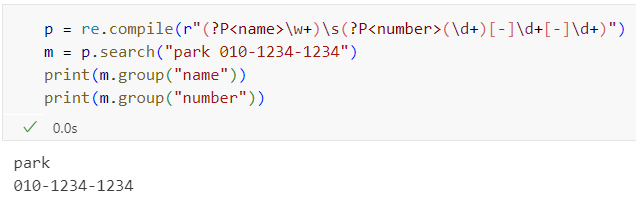 p = re.compile(r"(?P<name>\w+)\s(?P<number>(\d+)[-]\d+[-]\d+)")
m = p.search("park 010-1234-1234")
print(m.group("name"))
print(m.group("number"))
0.0s
park
010-1234-1234